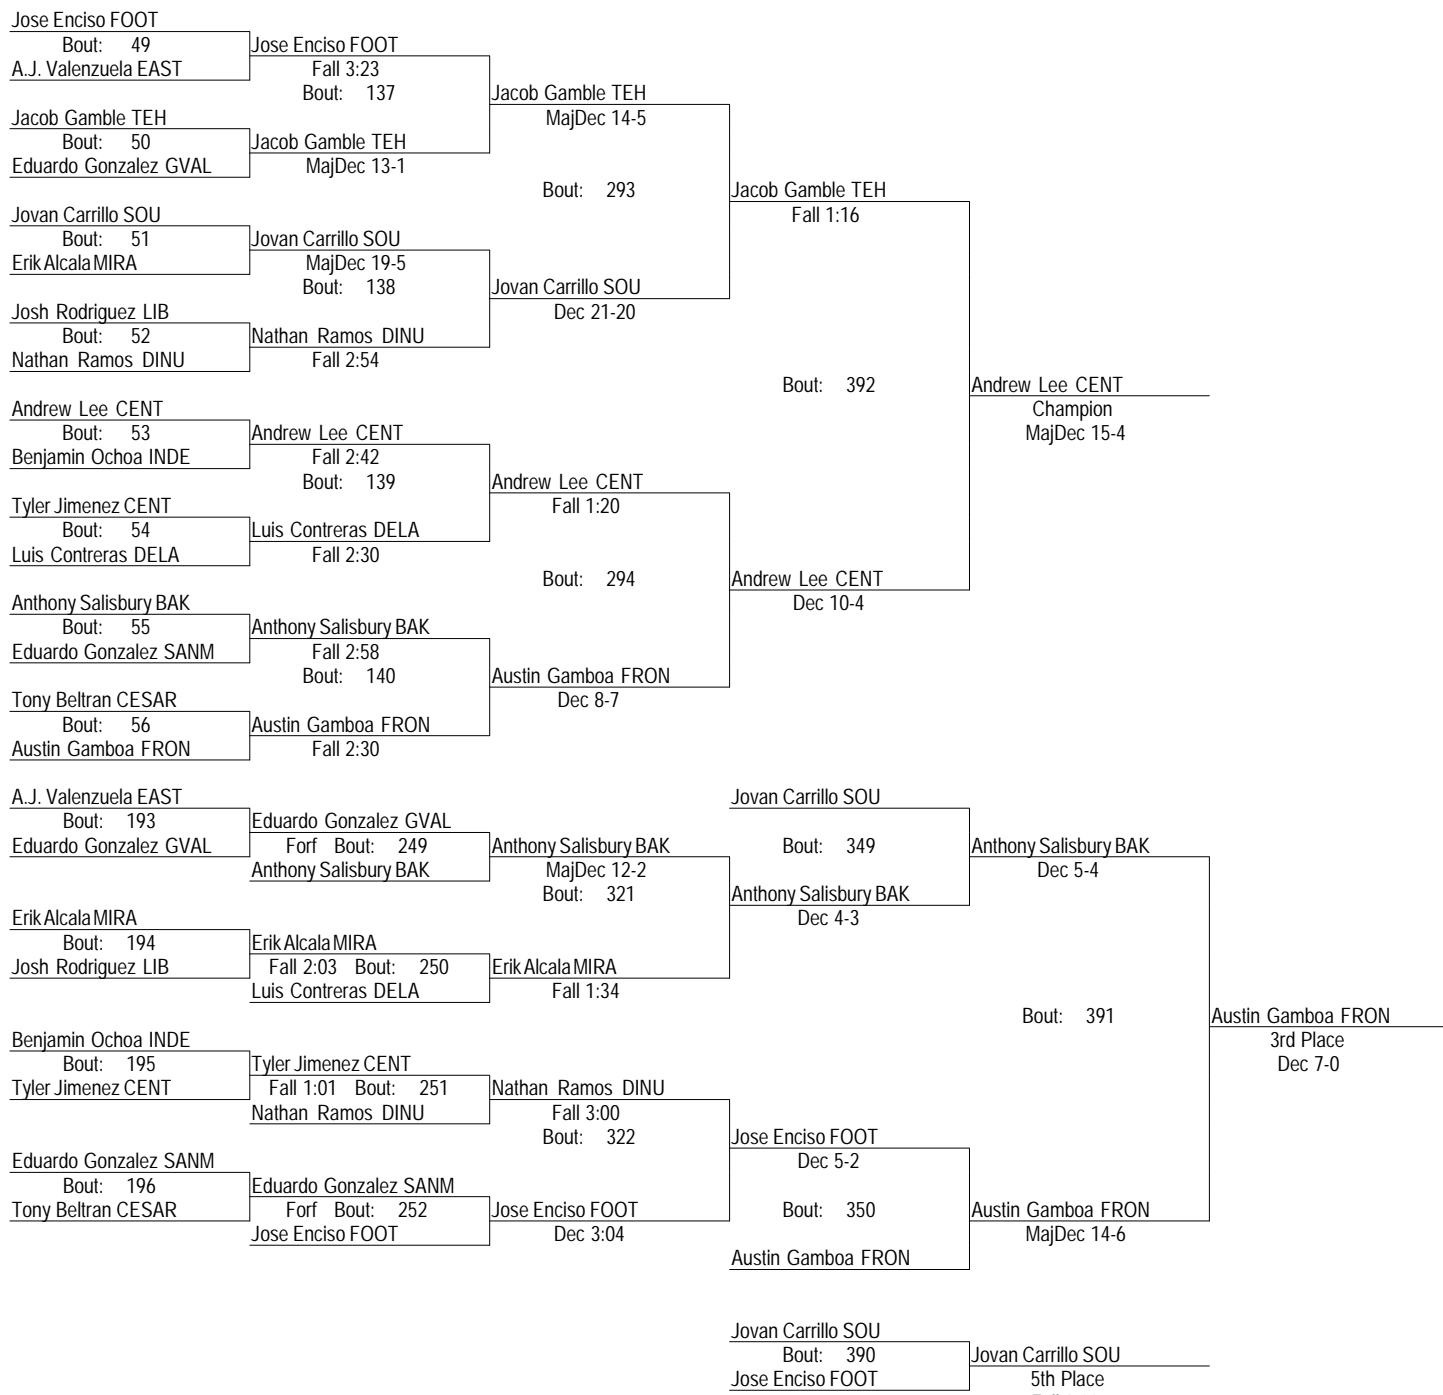 Jose Enciso FOOT
Bout: 49
A.J. Valenzuela EAST
Jacob Gamble TEH
Bout: 50
Eduardo Gonzalez GVAL
Jovan Carrillo SOU
Bout: 51
Erik Alcala MIRA
Josh Rodriguez LIB
Bout: 52
Nathan Ramos DINU
Andrew Lee CENT
Bout: 53
Benjamin Ochoa INDE
Tyler Jimenez CENT
Bout: 54
Luis Contreras DELA
Anthony Salisbury BAK
Bout: 55
Eduardo Gonzalez SANM
Tony Beltran CESAR
Bout: 56
Austin Gamboa FRON
Jose Enciso FOOT
Fall 3:23
Bout: 137
Jacob Gamble TEH
MajDec 13-1
Jovan Carrillo SOU
MajDec 19-5
Bout: 138
Nathan Ramos DINU
Fall 2:54
Andrew Lee CENT
Fall 2:42
Bout: 139
Luis Contreras DELA
Fall 2:30
Anthony Salisbury BAK
Fall 2:58
Bout: 140
Austin Gamboa FRON
Fall 2:30
Jacob Gamble TEH
MajDec 14-5
Bout: 293
Jovan Carrillo SOU
Dec 21-20
Andrew Lee CENT
Fall 1:20
Bout: 294
Austin Gamboa FRON
Dec 8-7
Jacob Gamble TEH
Fall 1:16
Bout: 392
Andrew Lee CENT
Dec 10-4
Andrew Lee CENT
Champion
MajDec 15-4
A.J. Valenzuela EAST
Bout: 193
Eduardo Gonzalez GVAL
Erik Alcala MIRA
Bout: 194
Josh Rodriguez LIB
Benjamin Ochoa INDE
Bout: 195
Tyler Jimenez CENT
Eduardo Gonzalez SANM
Bout: 196
Tony Beltran CESAR
Eduardo Gonzalez GVAL
Forf Bout: 249
Anthony Salisbury BAK
Erik Alcala MIRA
Fall 2:03 Bout: 250
Luis Contreras DELA
Tyler Jimenez CENT
Fall 1:01 Bout: 251
Nathan Ramos DINU
Eduardo Gonzalez SANM
Forf Bout: 252
Jose Enciso FOOT
Anthony Salisbury BAK
MajDec 12-2
Bout: 321
Erik Alcala MIRA
Fall 1:34
Nathan Ramos DINU
Fall 3:00
Bout: 322
Jose Enciso FOOT
Dec 3:04
Jovan Carrillo SOU
Bout: 349
Anthony Salisbury BAK
Dec 4-3
Jose Enciso FOOT
Dec 5-2
Bout: 350
Austin Gamboa FRON
Anthony Salisbury BAK
Dec 5-4
Bout: 391
Austin Gamboa FRON
MajDec 14-6
Austin Gamboa FRON
3rd Place
Dec 7-0
Jovan Carrillo SOU
Bout: 390
Jose Enciso FOOT
Jovan Carrillo SOU
5th Place